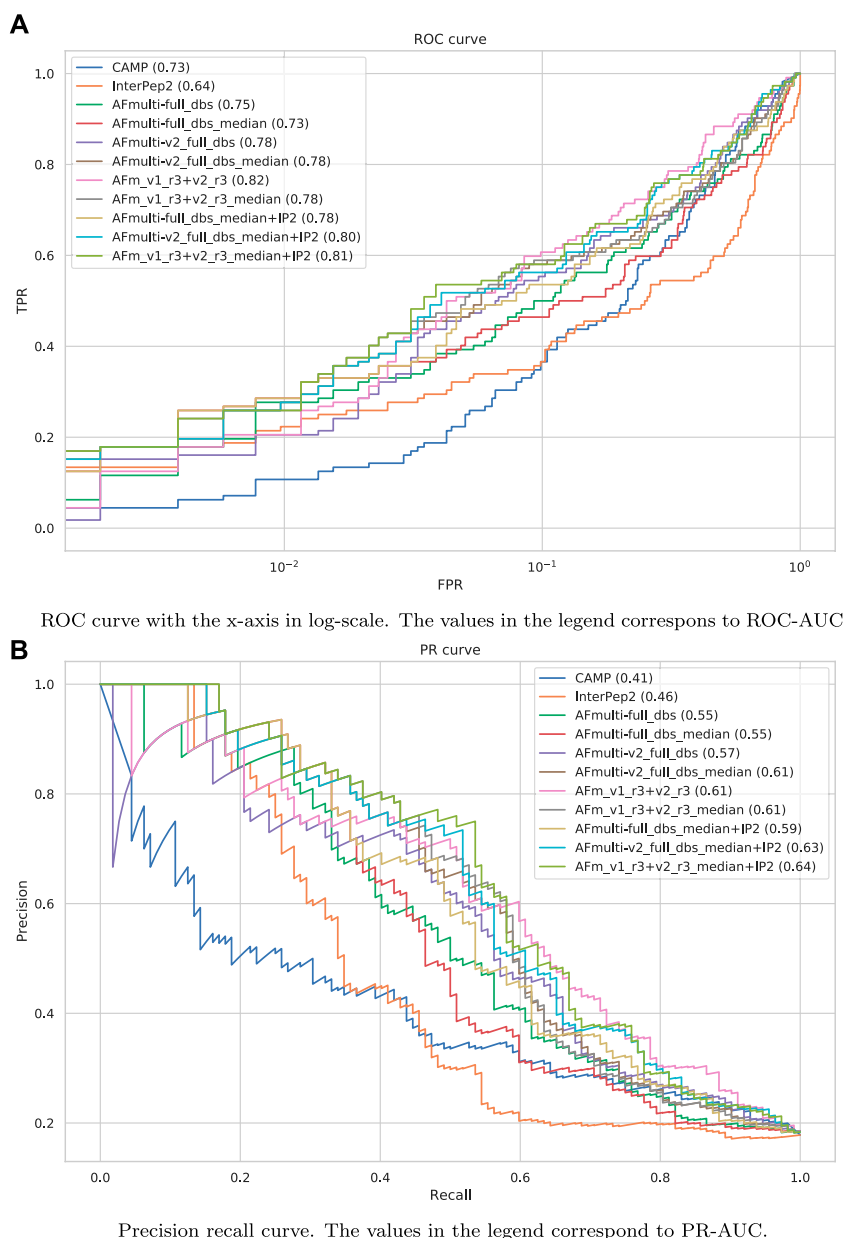 A
ROC curve
CAMP (0.73)
InterPep2 (0.64)
AFmulti-full_dbs (0.75)
AFmulti-full_dbs_median (0.73)
AFmulti-v2_full_dbs (0.78)
AFmulti-v2_full_dbs_median (0.78)
AFm_v1_r3+v2_r3 (0.82)
AFm_v1_r3+v2_r3_median (0.78)
AFmulti-full_dbs_median+IP2 (0.78)
AFmulti-v2_full_dbs_median+IP2 (0.80)
AFm_v1_r3+v2_r3_median+IP2 (0.81)
1.0
0.8
0.6
0.4
0.2
0.0
TPR
10⁻²
10⁻¹
10⁰
FPR
ROC curve with the x-axis in log-scale. The values in the legend correspons to ROC-AUC
B
PR curve
CAMP (0.41)
InterPep2 (0.46)
AFmulti-full_dbs (0.55)
AFmulti-full_dbs_median (0.55)
AFmulti-v2_full_dbs (0.57)
AFmulti-v2_full_dbs_median (0.61)
AFm_v1_r3+v2_r3 (0.61)
AFm_v1_r3+v2_r3_median (0.61)
AFmulti-full_dbs_median+IP2 (0.59)
AFmulti-v2_full_dbs_median+IP2 (0.63)
AFm_v1_r3+v2_r3_median+IP2 (0.64)
1.0
0.8
0.6
0.4
0.2
Precision
0.0
0.2
0.4
0.6
0.8
1.0
Recall
Precision recall curve. The values in the legend correspond to PR-AUC.